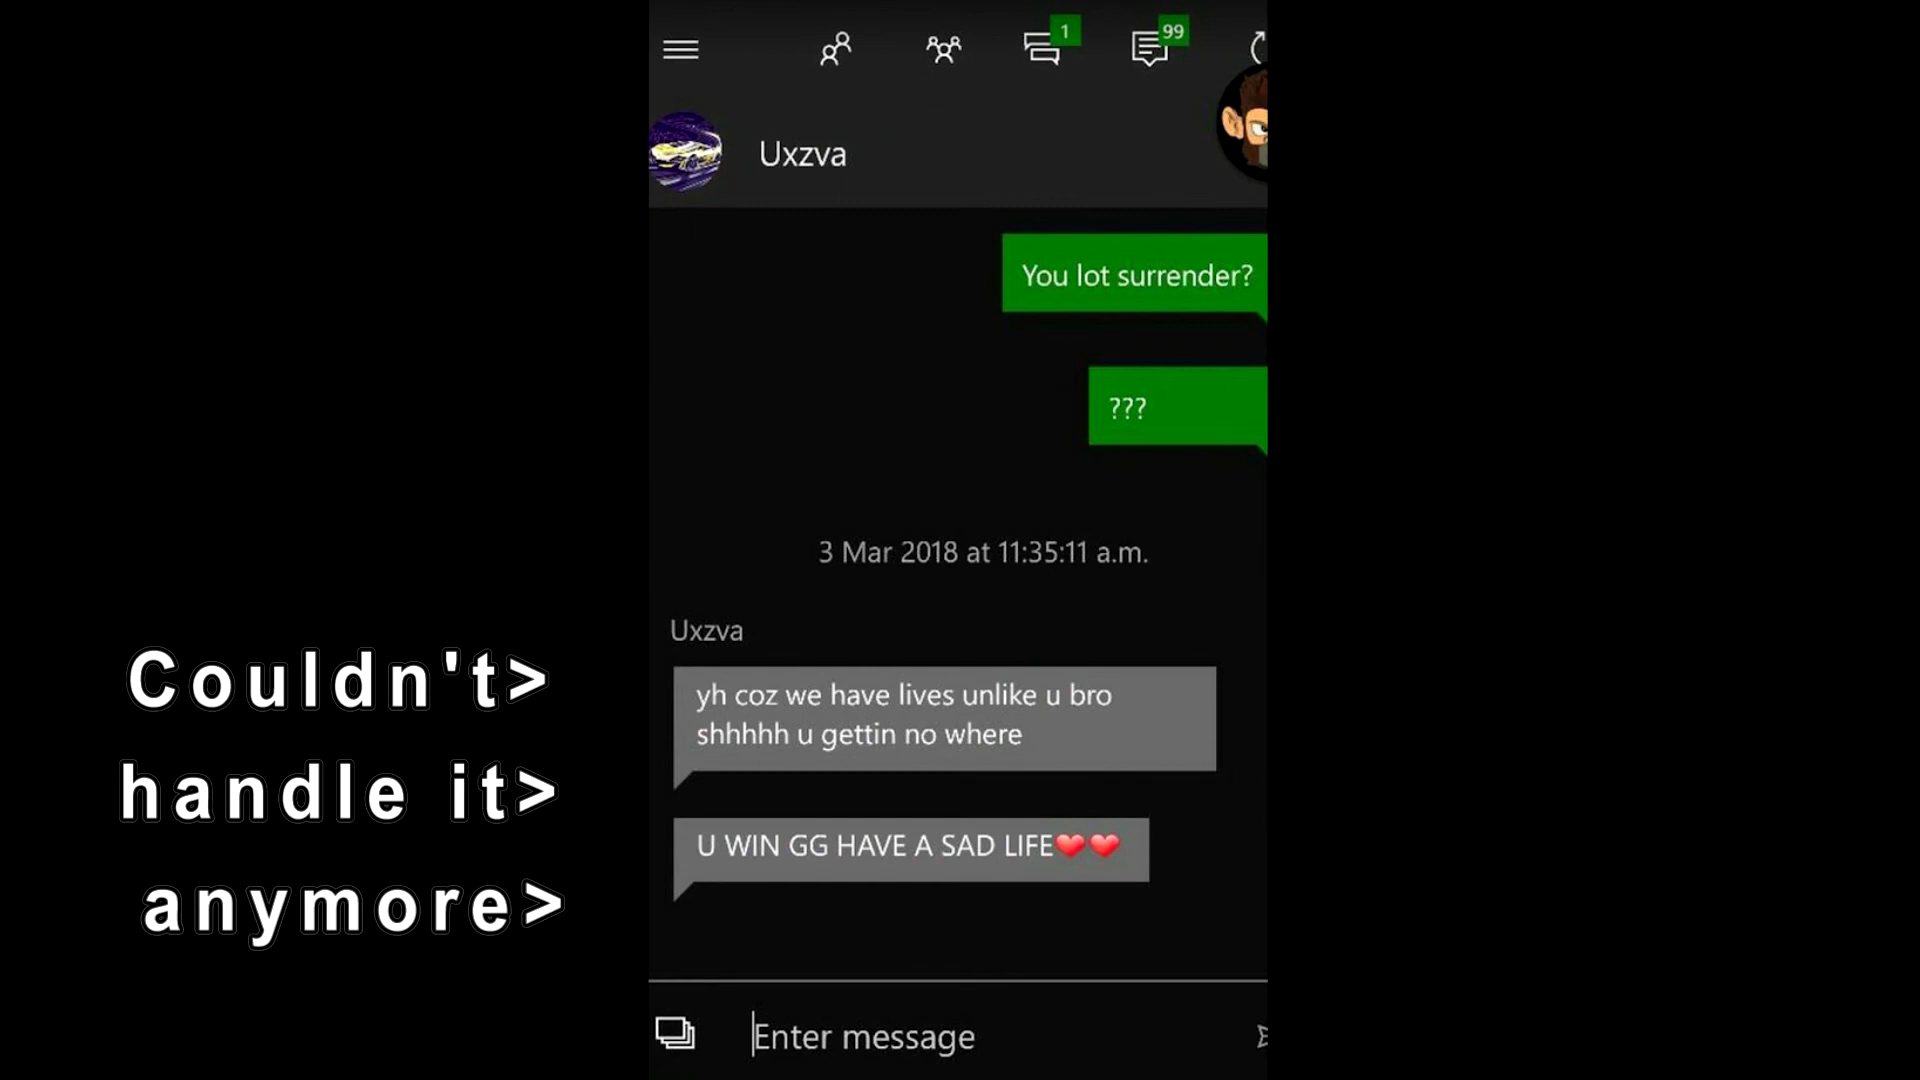 1
99
Uxzva
You lot surrender?
???
3 Mar 2018 at 11:35:11 a.m.
Uxzva
yh coz we have lives unlike u bro
shhhhh u gettin no where
U WIN GG HAVE A SAD LIFE❤❤
Enter message
Couldn't>
handle it>
anymore>